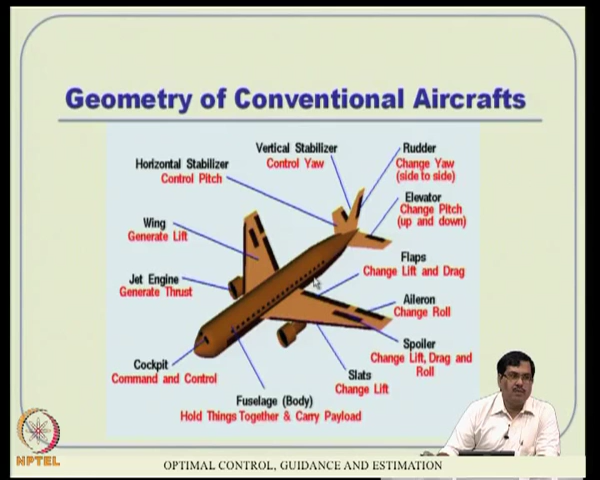 Geometry of Conventional Aircrafts
Vertical Stabilizer
Control Yaw
Rudder
Change Yaw
(side to side)
Horizontal Stabilizer
Control Pitch
Elevator
Change Pitch
(up and down)
Wing
Generate Lift
Flaps
Change Lift and Drag
Jet Engine
Generate Thrust
Aileron
Change Roll
Spoiler
Change Lift, Drag and
Roll
Cockpit
Command and Control
Slats
Change Lift
Fuselage (Body)
Hold Things Together & Carry Payload
NPTEL
OPTIMAL CONTROL, GUIDANCE AND ESTIMATION